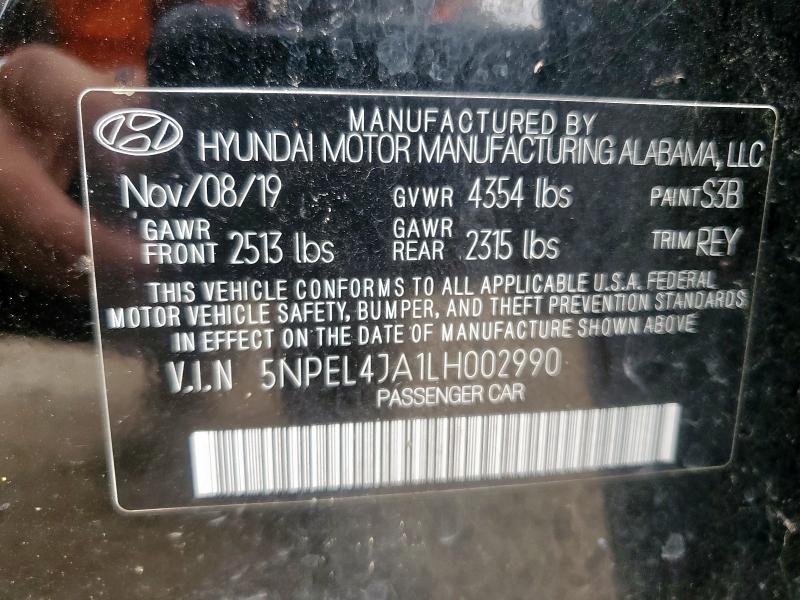 MANUFACTURED BY
HYUNDAI MOTOR MANUFACTURING ALABAMA, LLC
Nov/08/19 GVWR 4354 lbs PAINT S3B
GAWR FRONT 2513 lbs GAWR REAR 2315 lbs TRIM REY
THIS VEHICLE CONFORMS TO ALL APPLICABLE U.S.A. FEDERAL
MOTOR VEHICLE SAFETY, BUMPER, AND THEFT PREVENTION STANDARDS
IN EFFECT ON THE DATE OF MANUFACTURE SHOWN ABOVE
V.I.N 5NPEL4JA1LH002990
PASSENGER CAR